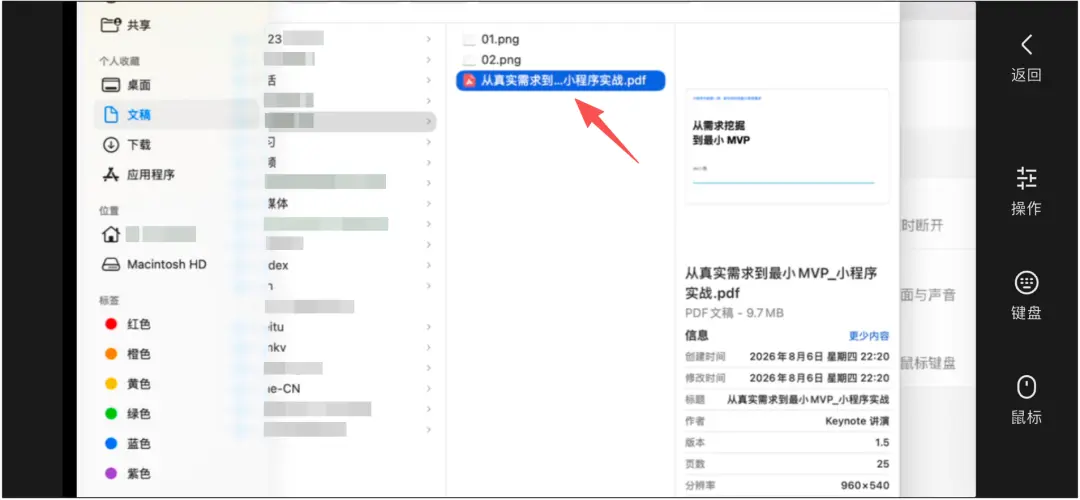 共享
个人收藏
桌面
文稿
下载
应用程序
位置
Macintosh HD
标签
红色
橙色
黄色
绿色
蓝色
紫色
23
媒体
mkv
01.png
02.png
从真实需求到...小程序实战.pdf
从需求挖掘
到最小 MVP
从真实需求到最小 MVP_小程序
实战.pdf
PDF文稿 - 9.7 MB
信息
更少内容
创建时间 2026年8月6日 星期四 22:20
修改时间 2026年8月6日 星期四 22:20
标题 从真实需求到最小 MVP_小程序实战
作者 Keynote 讲演
版本 1.5
页数 25
分辨率 960×540
时断开
面与声音
鼠标键盘
返回
操作
键盘
鼠标